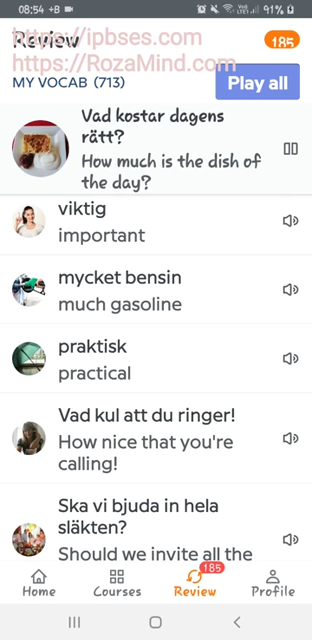 08:54 +B
91%
https://ipbses.com
Review
185
https://RozaMind.com
MY VOCAB (713)
Play all
Vad kostar dagens
rätt?
How much is the dish of
the day?
viktig
important
mycket bensin
much gasoline
praktisk
practical
Vad kul att du ringer!
How nice that you're
calling!
Ska vi bjuda in hela
släkten?
Should we invite all the
185
Home
Courses
Review
Profile